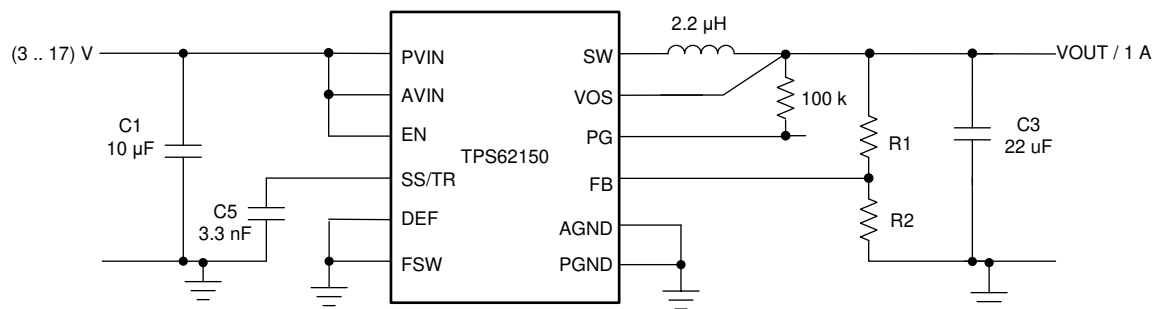 2.2 µH
(3 .. 17) V
PVIN
SW
VOUT / 1 A
AVIN
VOS
100 k
C1
10 µF
EN
PG
C3
22 uF
TPS62150
R1
SS/TR
FB
C5
3.3 nF
DEF
AGND
R2
FSW
PGND